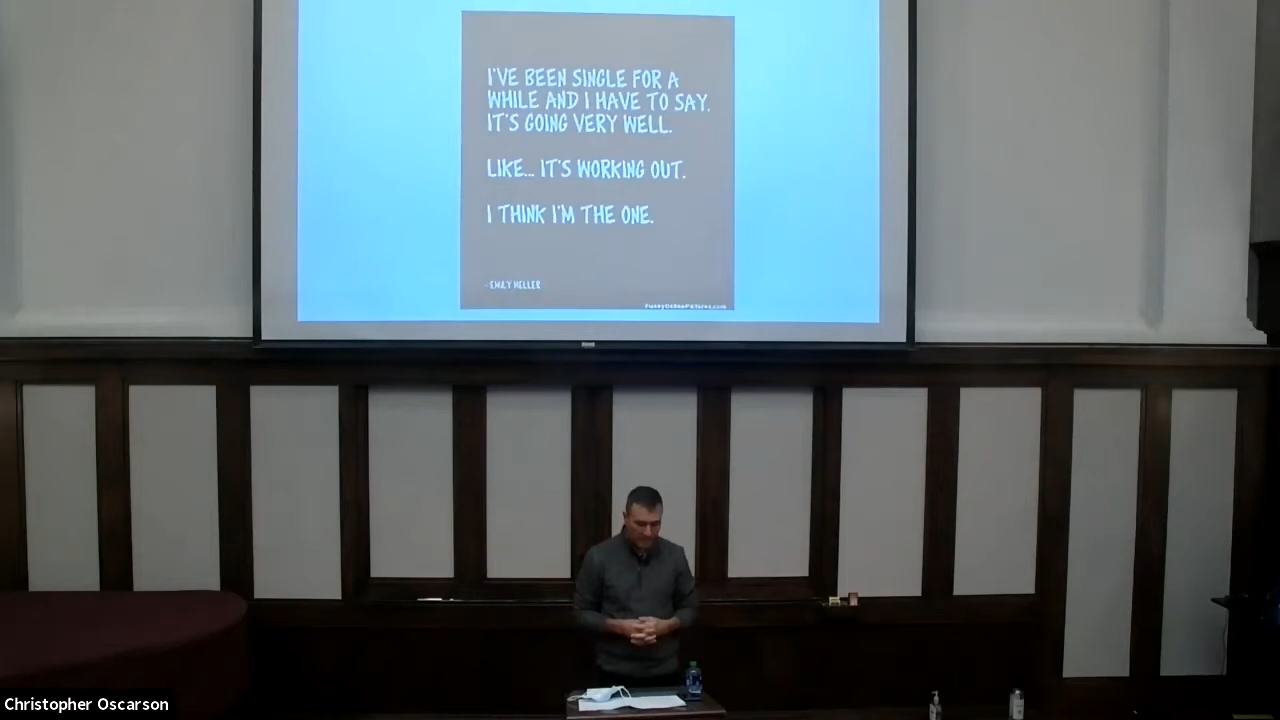 I'VE BEEN SINGLE FOR A
WHILE AND I HAVE TO SAY.
IT'S GOING VERY WELL.
LIKE... IT'S WORKING OUT.
I THINK I'M THE ONE.
- EMILY HELLER
Christopher Oscarson